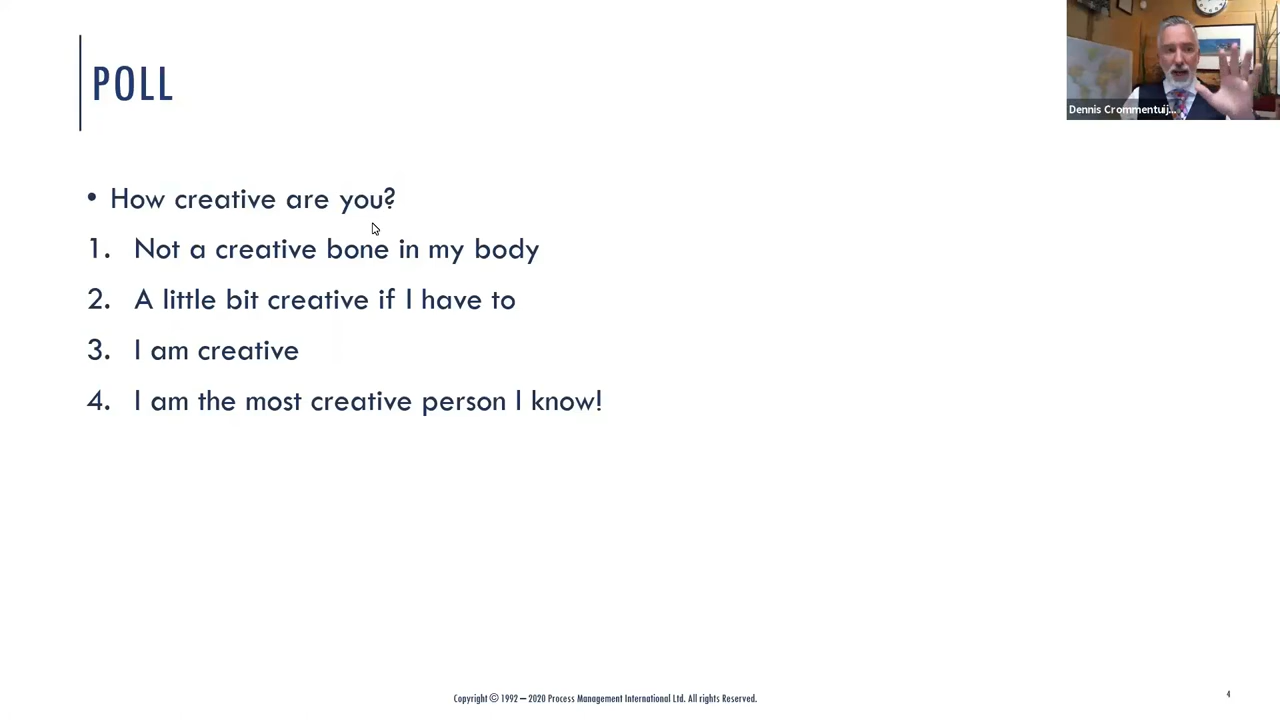 POLL
Dennis Crommentuij...
• How creative are you?
1. Not a creative bone in my body
2. A little bit creative if I have to
3. I am creative
4. I am the most creative person I know!
Copyright © 1992 – 2020 Process Management International Ltd. All rights Reserved.
4